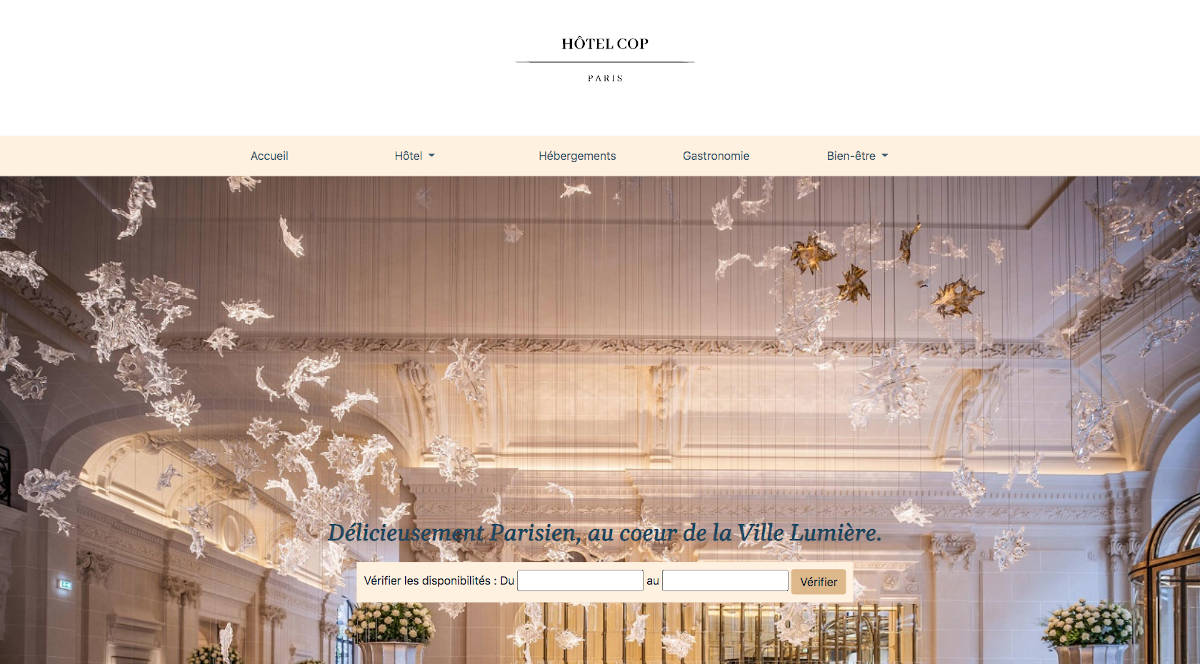 HÔTEL COP
PARIS
Accueil Hôtel Hébergements Gastronomie Bien-être
Délicieusement Parisien, au coeur de la Ville Lumière.
Vérifier les disponibilités : Du au Vérifier